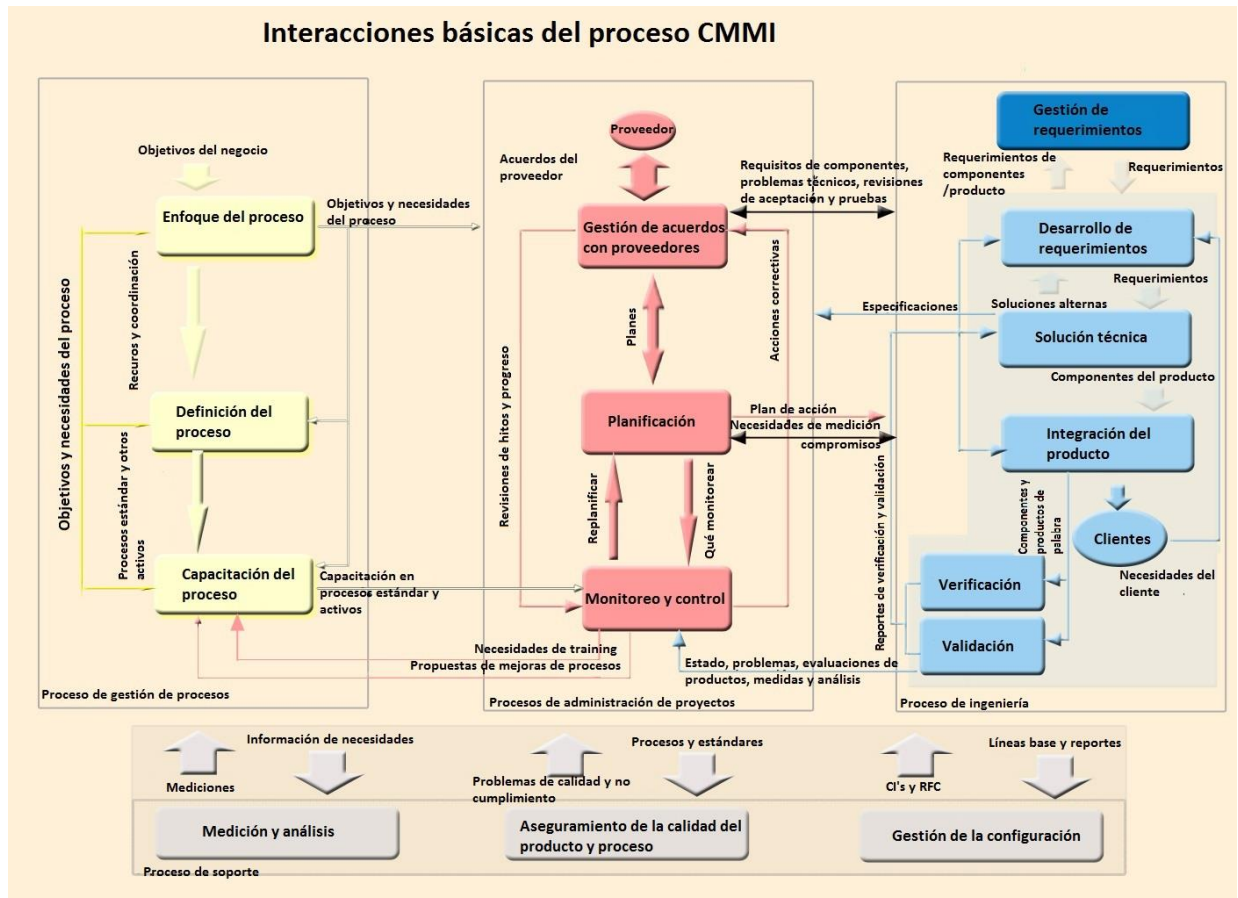 Interacciones básicas del proceso CMMI
Objetivos del negocio
Enfoque del proceso
Objetivos y necesidades
del proceso
Recuros y coordinación
Objetivos y necesidades del proceso
Definición del
proceso
Procesos estándar y otros
activos
Capacitación del
proceso
Capacitación en
procesos estándar y
activos
Proceso de gestión de procesos
Proveedor
Acuerdos del
proveedor
Gestión de acuerdos
con proveedores
Planes
Acciones correctivas
Revisiones de hitos y progreso
Planificación
Replanificar
Qué monitorear
Monitoreo y control
Necesidades de training
Propuestas de mejoras de procesos
Procesos de administración de proyectos
Requisitos de componentes,
problemas técnicos, revisiones
de aceptación y pruebas
Especificaciones
Plan de acción
Necesidades de medición
compromisos
Estado, problemas, evaluaciones de
productos, medidas y análisis
Gestión de
requerimientos
Requerimientos de
componentes
/producto
Requerimientos
Desarrollo de
requerimientos
Requerimientos
Soluciones alternas
Solución técnica
Componentes del producto
Integración del
producto
Componentes y
productos de
palabra
Clientes
Necesidades del
cliente
Reportes de verificación y validación
Verificación
Validación
Proceso de ingeniería
Mediciones
Información de necesidades
Problemas de calidad y no
cumplimiento
Procesos y estándares
CI's y RFC
Líneas base y reportes
Medición y análisis
Aseguramiento de la calidad del
producto y proceso
Gestión de la configuración
Proceso de soporte